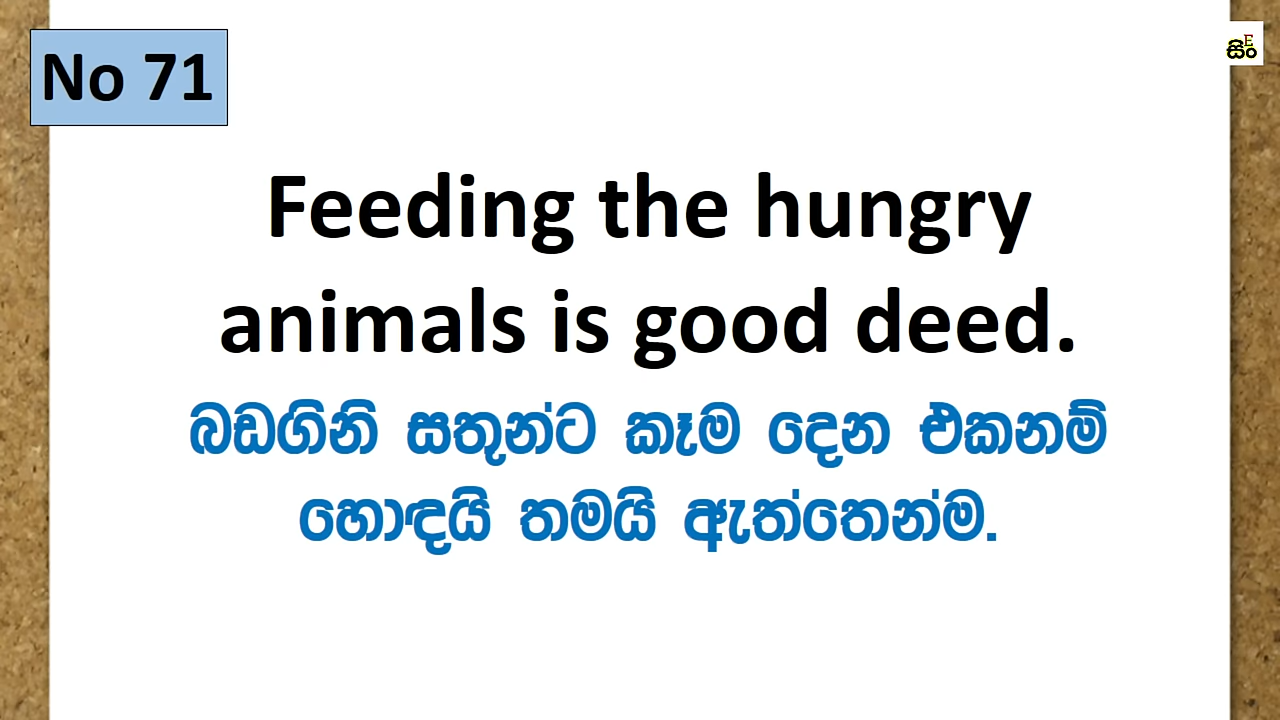 No 71
සිං
E
Feeding the hungry
animals is good deed.
බඩගිනි සතුන්ට කෑම දෙන එකනම්
හොඳයි තමයි ඇත්තෙන්ම.